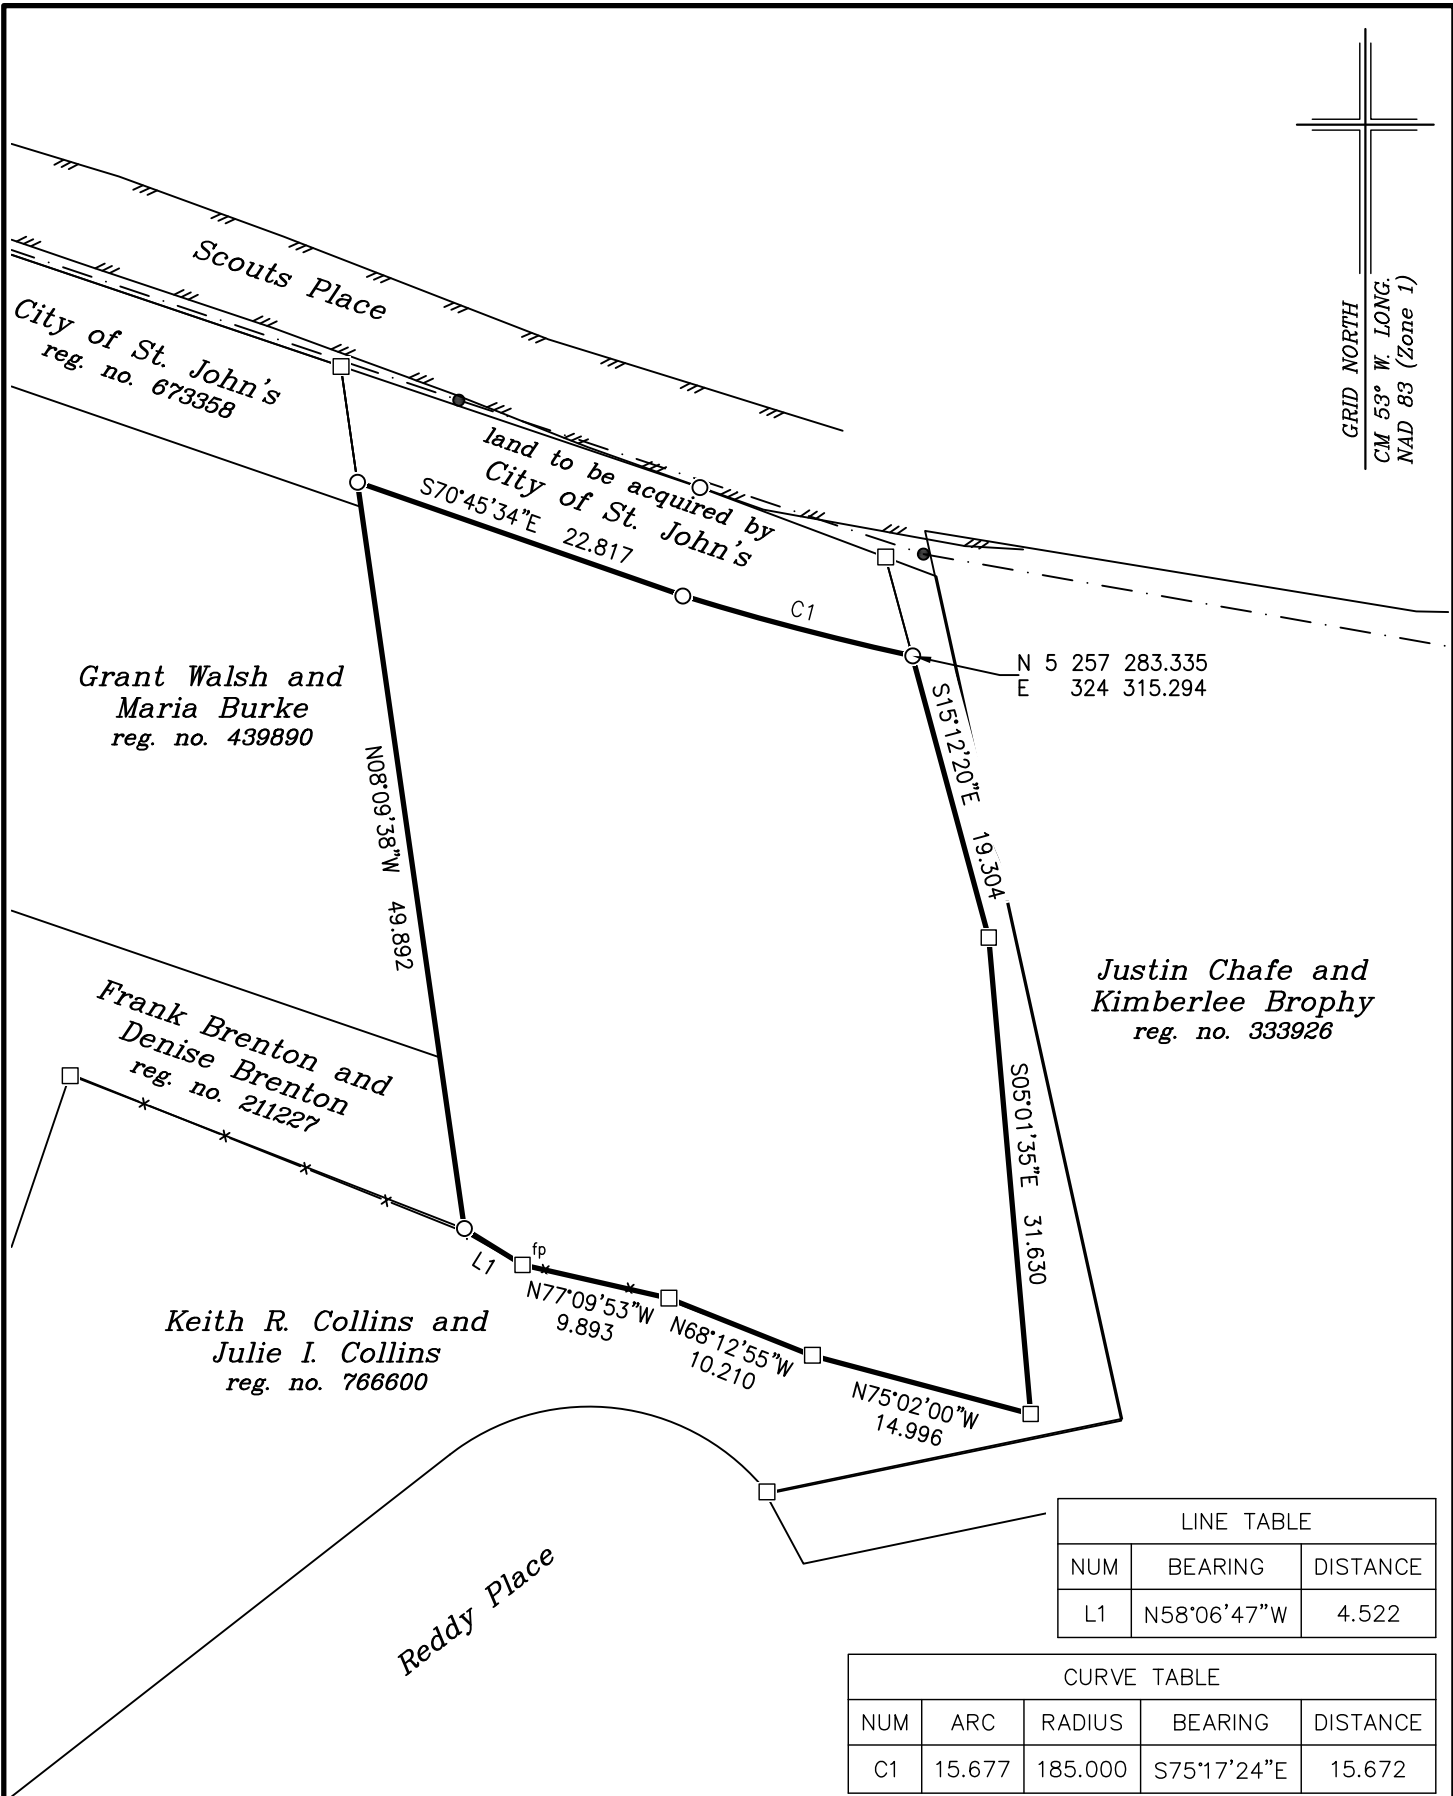 GRID NORTH
CM 53° W. LONG.
NAD 83 (Zone 1)
Scouts Place
City of St. John's
reg. no. 673358
land to be acquired by
City of St. John's
S70°45'34"E 22.817
C1
N 5 257 283.335
E 324 315.294
Grant Walsh and
Maria Burke
reg. no. 439890
N08°09'38"W 49.892
S15°12'20"E 19.304
Justin Chafe and
Kimberlee Brophy
reg. no. 333926
Frank Brenton and
Denise Brenton
reg. no. 211227
S05°01'35"E 31.630
L1
fp
N77°09'53"W
9.893
N68°12'55"W
10.210
N75°02'00"W
14.996
Keith R. Collins and
Julie I. Collins
reg. no. 766600
Reddy Place
LINE TABLE
NUM BEARING DISTANCE
L1 N58°06'47"W 4.522
CURVE TABLE
NUM ARC RADIUS BEARING DISTANCE
C1 15.677 185.000 S75°17'24"E 15.672